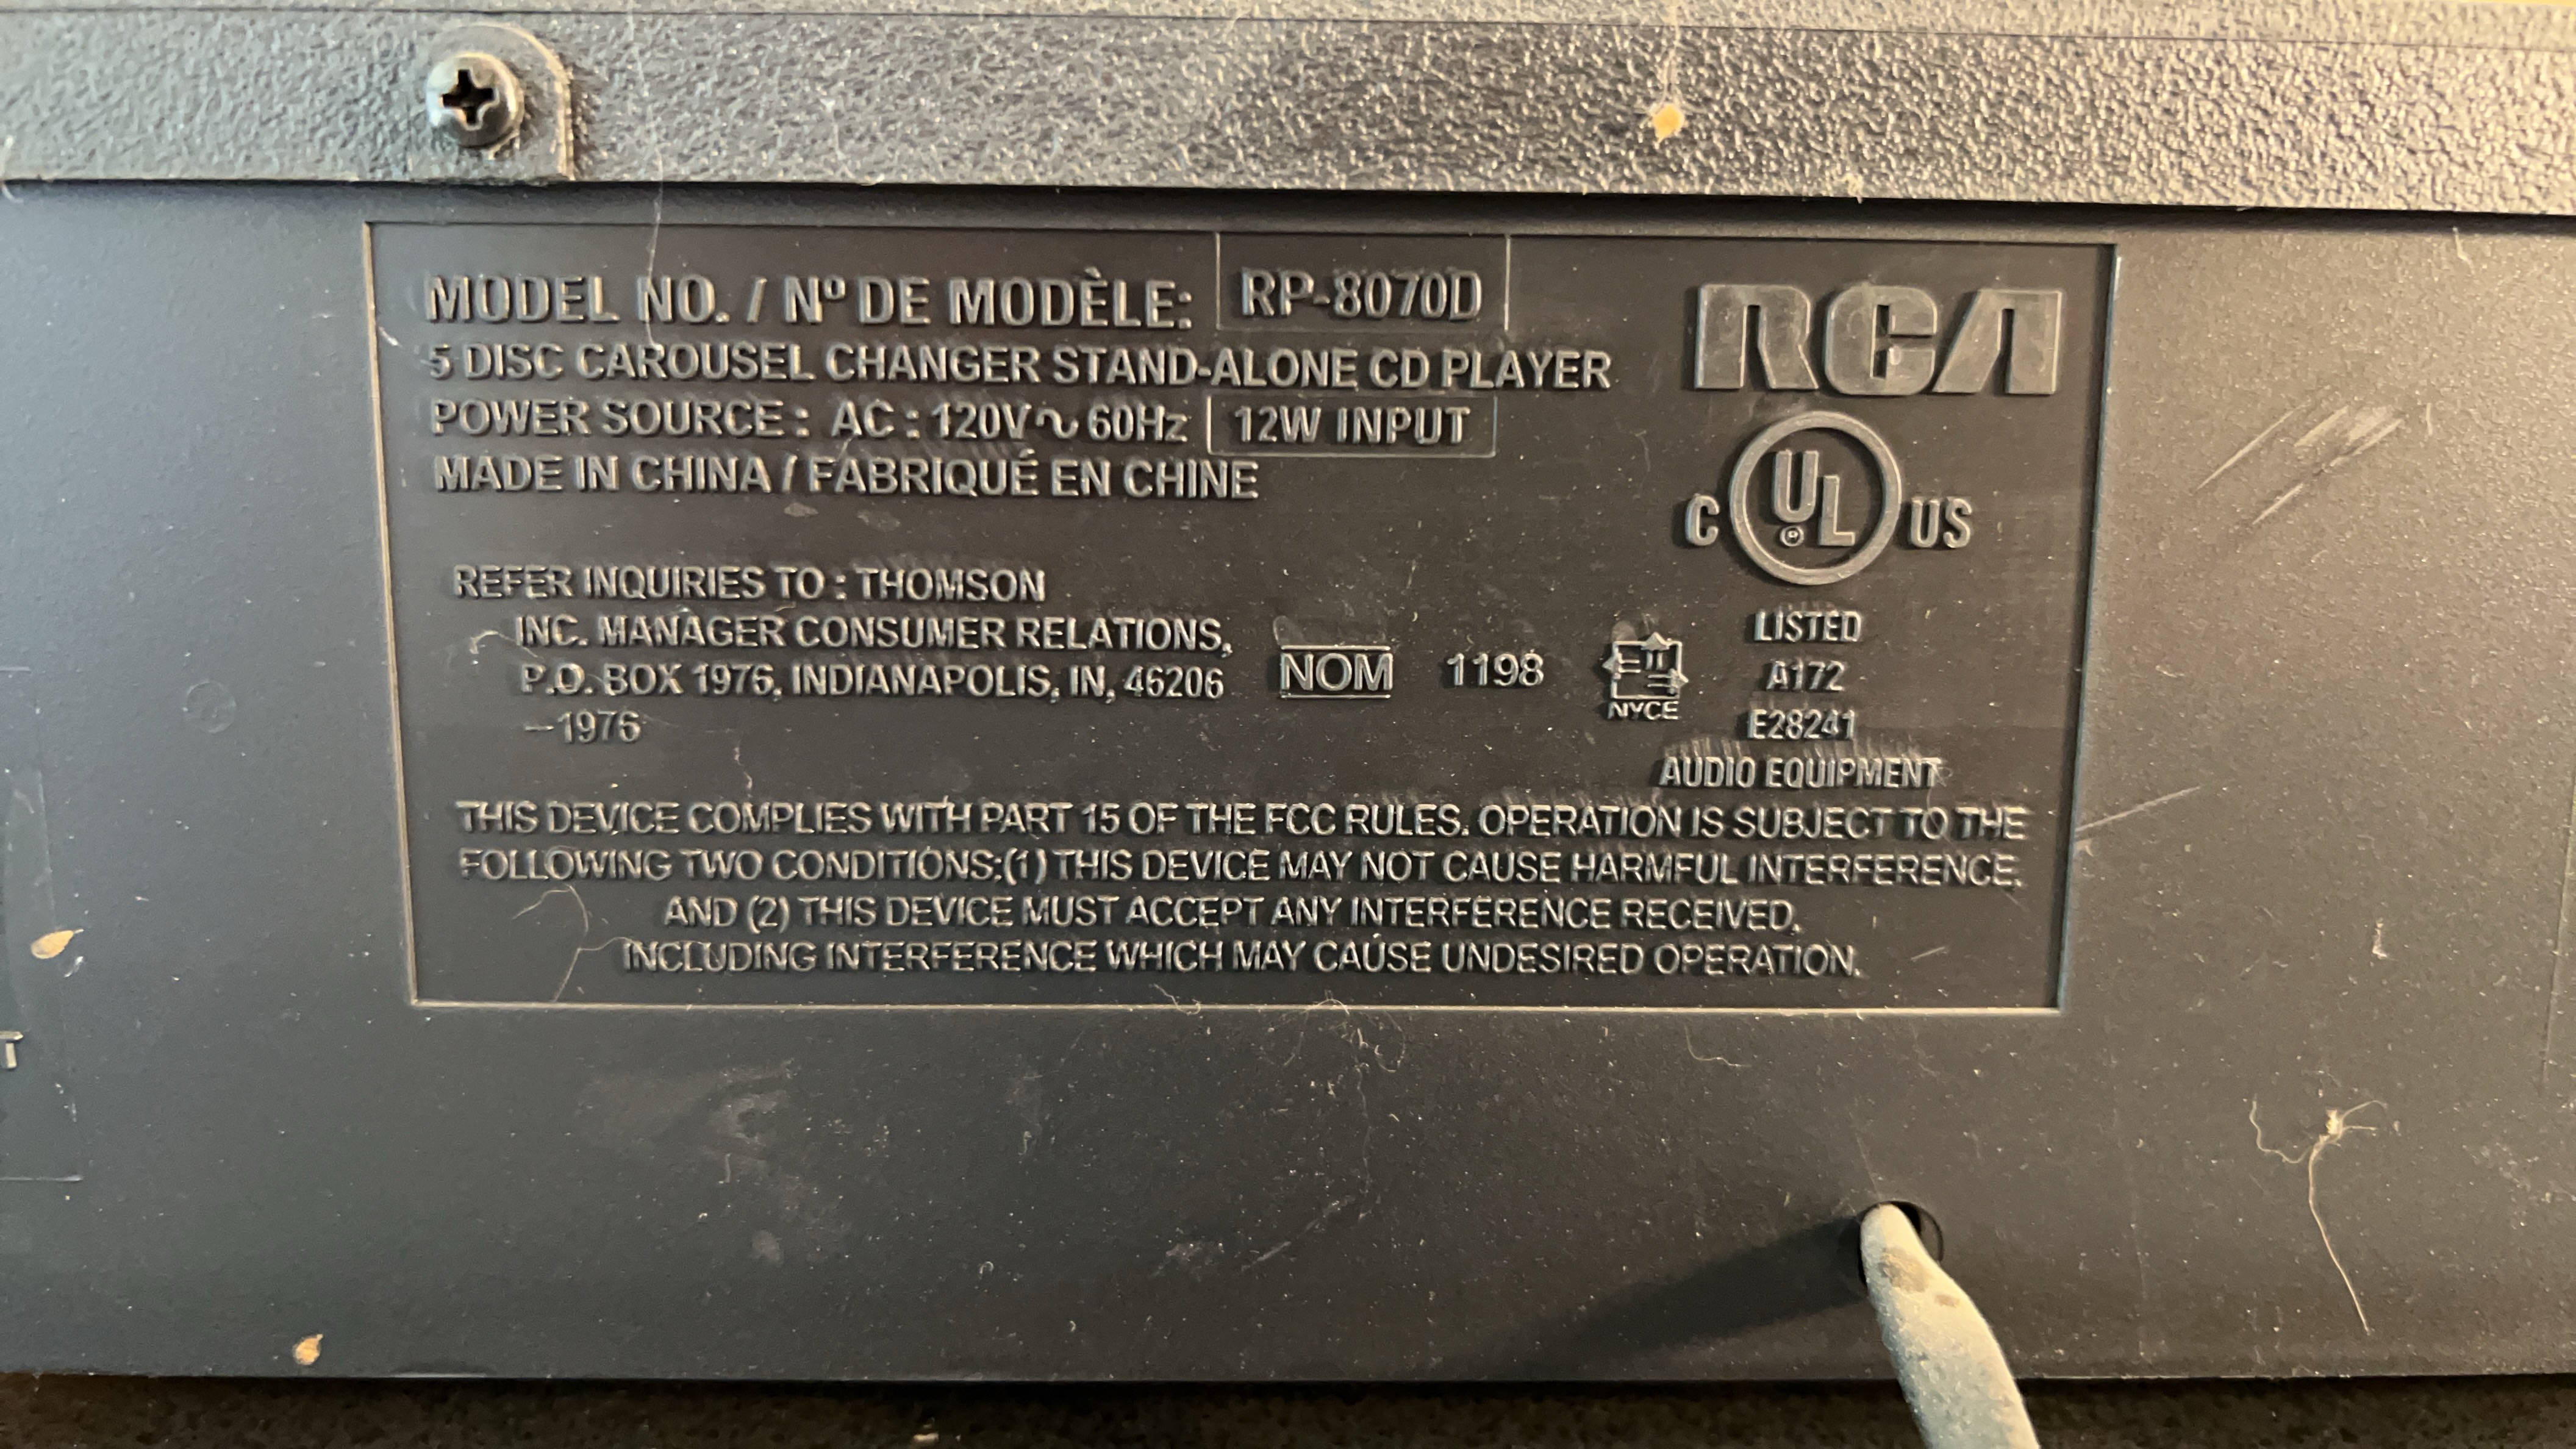 MODEL NO. / Nº DE MODÈLE: RP-8070D
RCA
5 DISC CAROUSEL CHANGER STAND-ALONE CD PLAYER
POWER SOURCE : AC : 120V ~ 60Hz 12W INPUT
MADE IN CHINA / FABRIQUÉ EN CHINE
C UL ® US
REFER INQUIRIES TO : THOMSON
INC. MANAGER CONSUMER RELATIONS,
P.O. BOX 1976, INDIANAPOLIS, IN, 46206
–1976
NOM 1198 NYCE
LISTED
A172
E28241
AUDIO EQUIPMENT
THIS DEVICE COMPLIES WITH PART 15 OF THE FCC RULES. OPERATION IS SUBJECT TO THE
FOLLOWING TWO CONDITIONS:(1) THIS DEVICE MAY NOT CAUSE HARMFUL INTERFERENCE,
AND (2) THIS DEVICE MUST ACCEPT ANY INTERFERENCE RECEIVED,
INCLUDING INTERFERENCE WHICH MAY CAUSE UNDESIRED OPERATION.